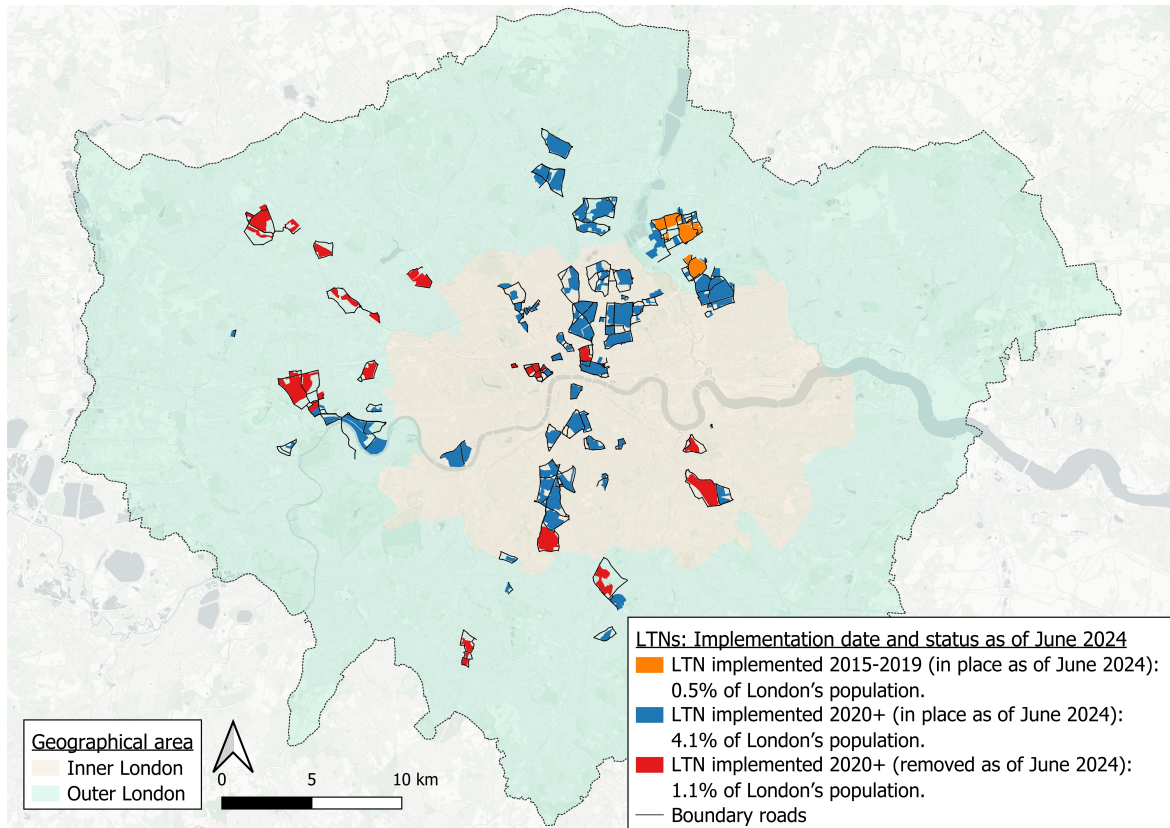 LTNs: Implementation date and status as of June 2024
LTN implemented 2015-2019 (in place as of June 2024):
0.5% of London's population.
LTN implemented 2020+ (in place as of June 2024):
4.1% of London's population.
LTN implemented 2020+ (removed as of June 2024):
1.1% of London's population.
Boundary roads
Geographical area
Inner London
Outer London
0 5 10 km